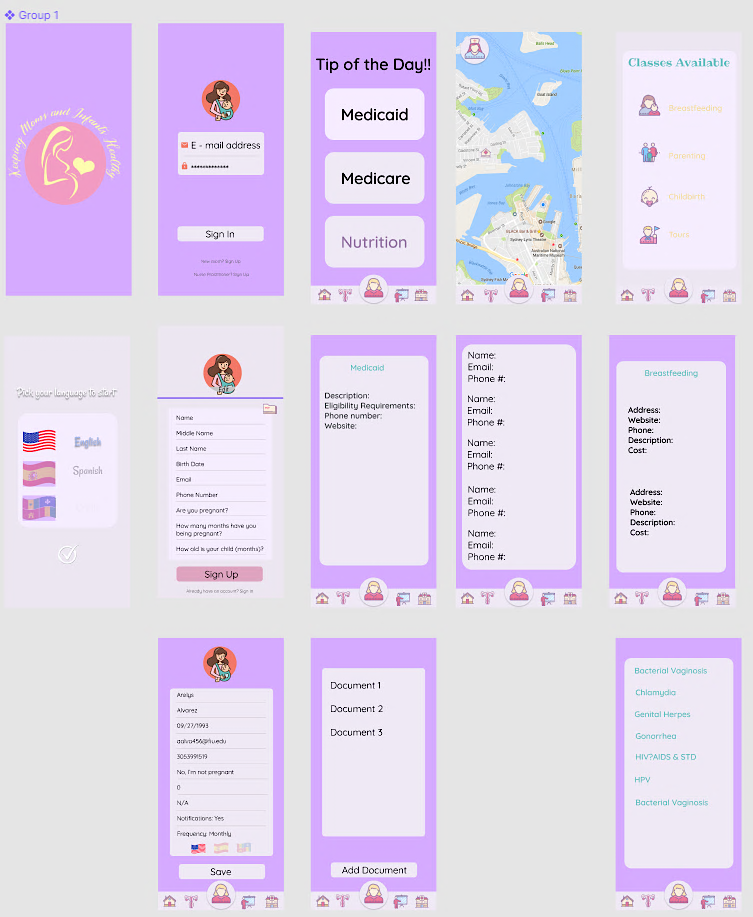 Group 1
Keeping Moms and Infants Healthy
E - mail address
*************
Sign In
New client? Sign Up
Nurse Practitioner? Sign Up
Tip of the Day!!
Medicaid
Medicare
Nutrition
Balls Head
Goat Island
Google
Sydney Lyric Theatre
Australian National
Maritime Museum
Classes Available
Breastfeeding
Parenting
Childbirth
Tours
Pick your language to start
English
Spanish
Name
Middle Name
Last Name
Birth Date
Email
Phone Number
Are you pregnant?
How many months have you
being pregnant?
How old is your child (months)?
Sign Up
Already have an account? Sign in
Medicaid
Description:
Eligibility Requirements:
Phone number:
Website:
Name:
Email:
Phone #:
Name:
Email:
Phone #:
Name:
Email:
Phone #:
Name:
Email:
Phone #:
Name:
Email:
Phone #:
Breastfeeding
Address:
Website:
Phone:
Description:
Cost:
Address:
Website:
Phone:
Description:
Cost:
Arelys
Alvarez
09/27/1993
aalva456@fiu.edu
3053991519
No, I'm not pregnant
0
N/A
Notifications: Yes
Frequency: Monthly
Save
Document 1
Document 2
Document 3
Add Document
Bacterial Vaginosis
Chlamydia
Genital Herpes
Gonorrhea
HIV?AIDS & STD
HPV
Bacterial Vaginosis